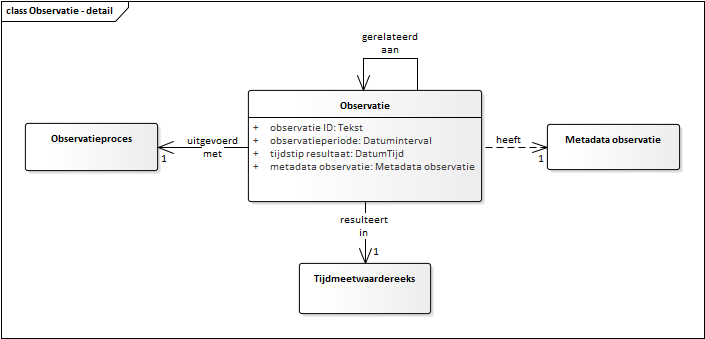 class Observatie - detail
gerelateerd
aan
Observatie
+ observatie ID: Tekst
+ observatieperiode: Datuminterval
+ tijdstip resultaat: DatumTijd
+ metadata observatie: Metadata observatie
Observatieproces
uitgevoerd
met
1
heeft
1
Metadata observatie
resulteert
in
1
Tijdmeetwaardereeks